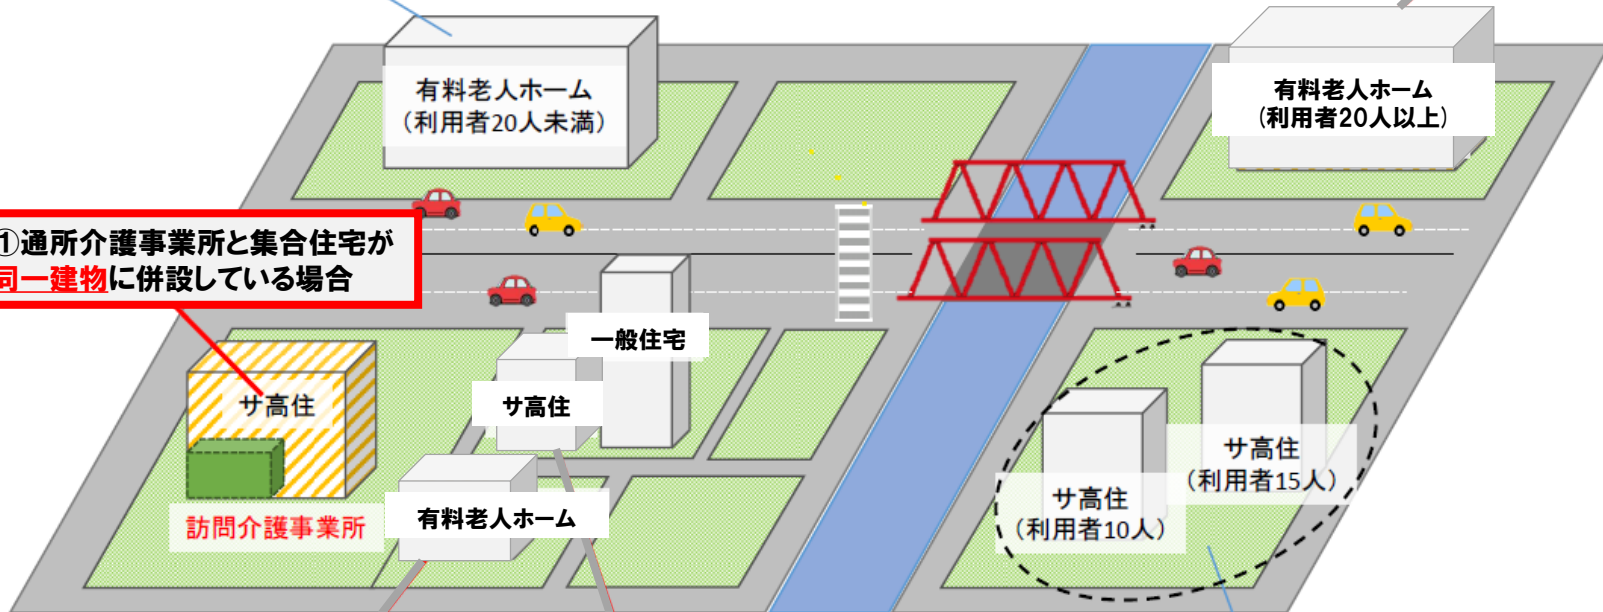 有料老人ホーム
（利用者20人未満）
有料老人ホーム
（利用者20人以上）
①通所介護事業所と集合住宅が
同一建物に併設している場合
一般住宅
サ高住
サ高住
サ高住
（利用者15人）
サ高住
（利用者10人）
有料老人ホーム
訪問介護事業所